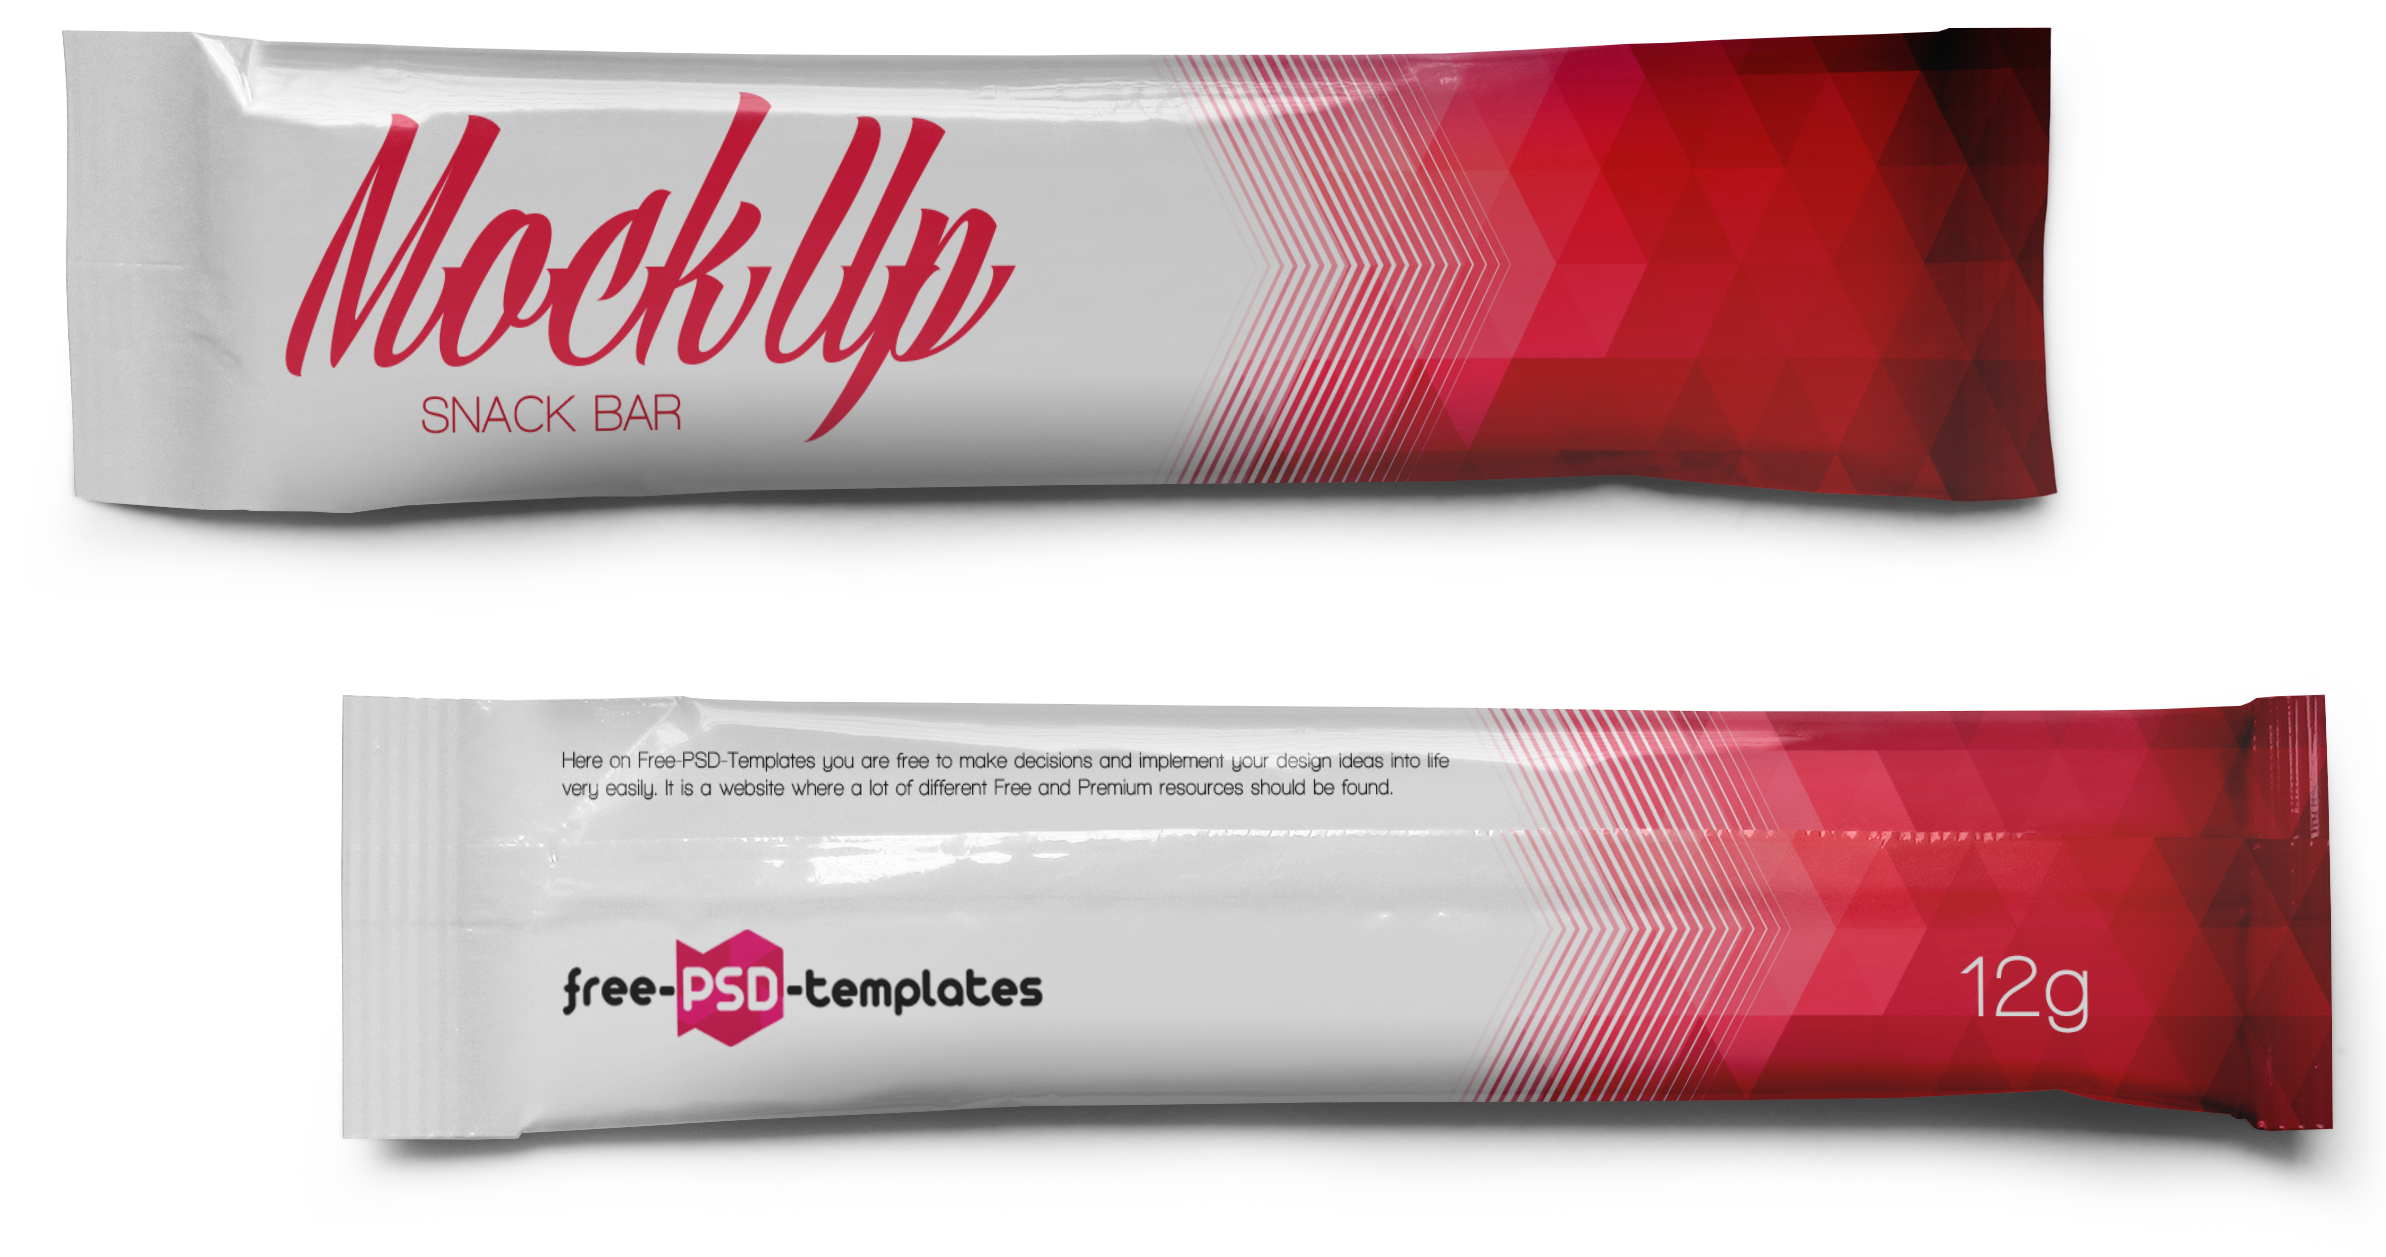 MockUp
SNACK BAR
Here on Free-PSD-Templates you are free to make decisions and implement your design ideas into life
very easily. It is a website where a lot of different Free and Premium resources should be found.
free-PSD-templates
12g